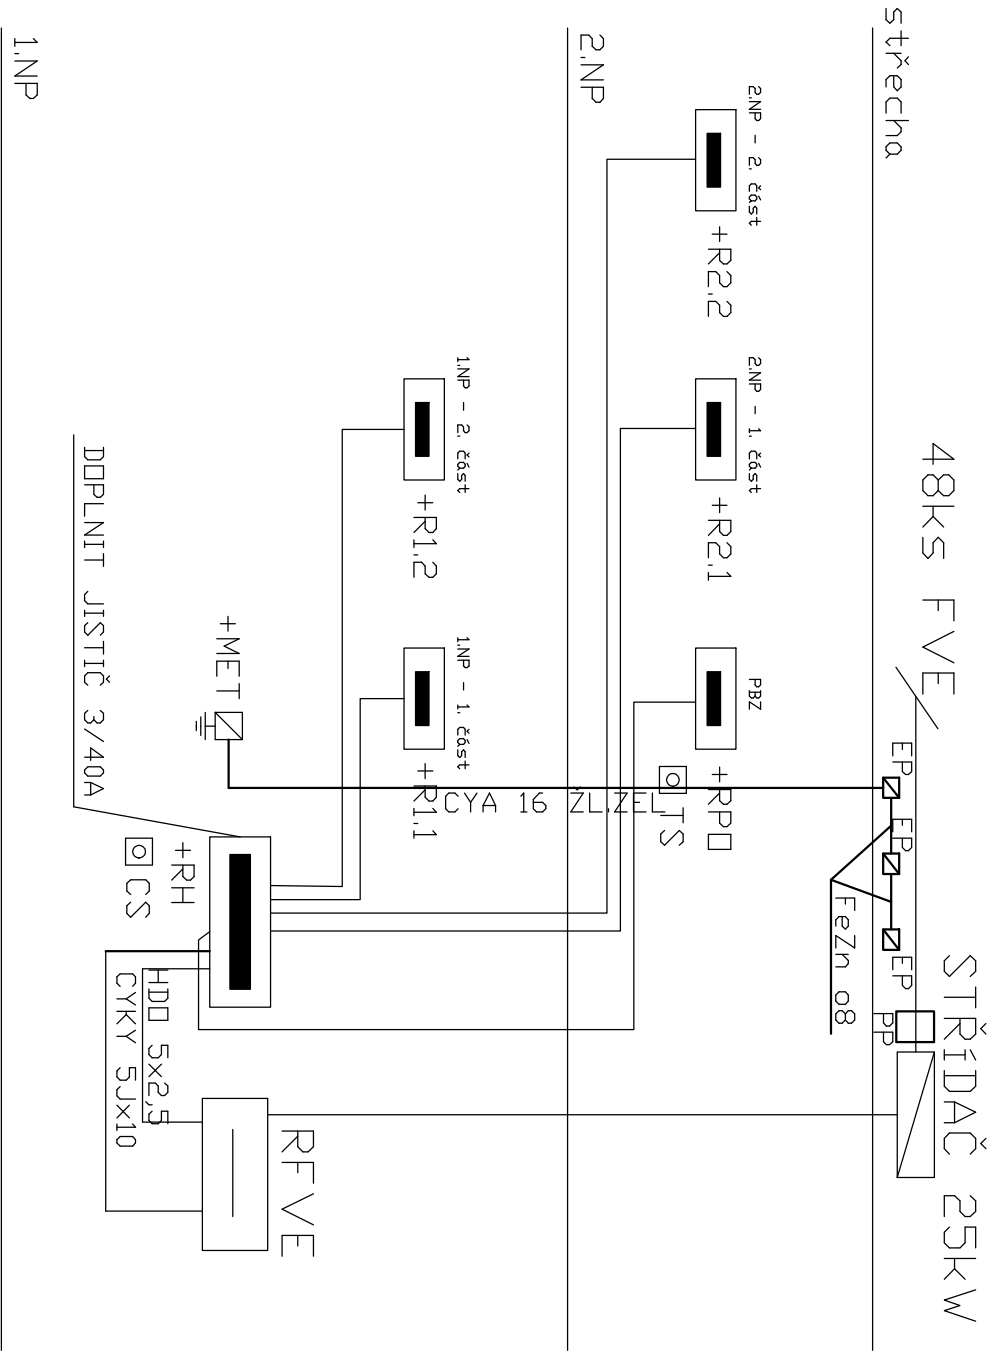 střecha
48ks FVE
STŘÍDAČ 25kW
EP
EP
EP
PP
FeZn o8
2.NP
2.NP - 2. část
+R2.2
2.NP - 1. část
+R2.1
PBZ
+RPO
TS
CYA 16 ŽL.ZEL
1.NP
1.NP - 2. část
+R1.2
1.NP - 1. část
+R1.1
+MET
DOPLNIT JISTIČ 3/40A
+RH
CS
HDO 5x2,5
CYKY 5Jx10
RFVE